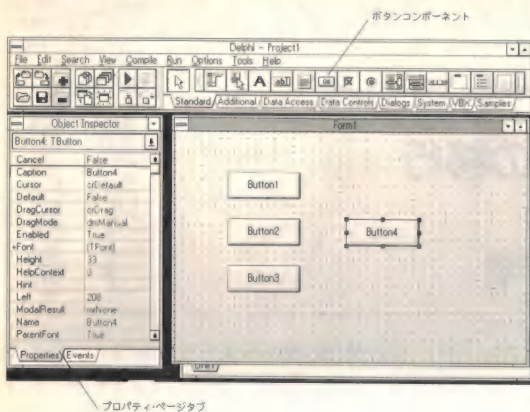 ボタンコンポーネント
Delphi - Project1
File Edit Search View Compile Run Options Tools Help
Standard Additional Data Access Data Controls Dialogs System VBX Samples
Object Inspector
Form1
Button4: TButton
Cancel False
Caption Button4
Cursor crDefault
Default False
DragCursor crDrag
DragMode dmManual
Enabled True
+Font (TFont)
Height 33
HelpContext 0
Hint
Left 208
ModalResult mrNone
Name Button4
ParentFont True
Properties Events
Button1
Button2
Button4
Button3
Unit1
プロパティ・ページタブ